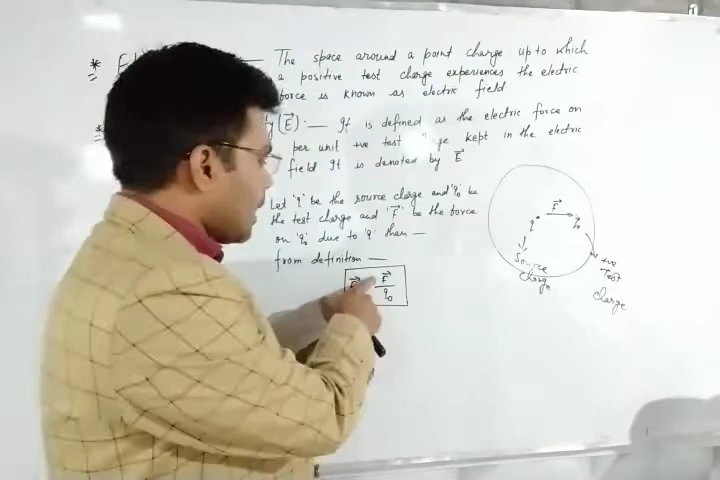 * The space around a point charge upto which
a positive test charge experiences the electric
force is known as electric field
* (E⃗) :— It is defined as the electric force on
per unit +ve test kept in the electric
field It is denoted by E⃗
Let 'q' be the source charge and 'q₀' be
the test charge and 'F⃗' be the force
on 'q₀' due to 'q' then —
from definition —
F⃗
q₀
F⃗
q q₀
Source
charge
+ve
Test
charge